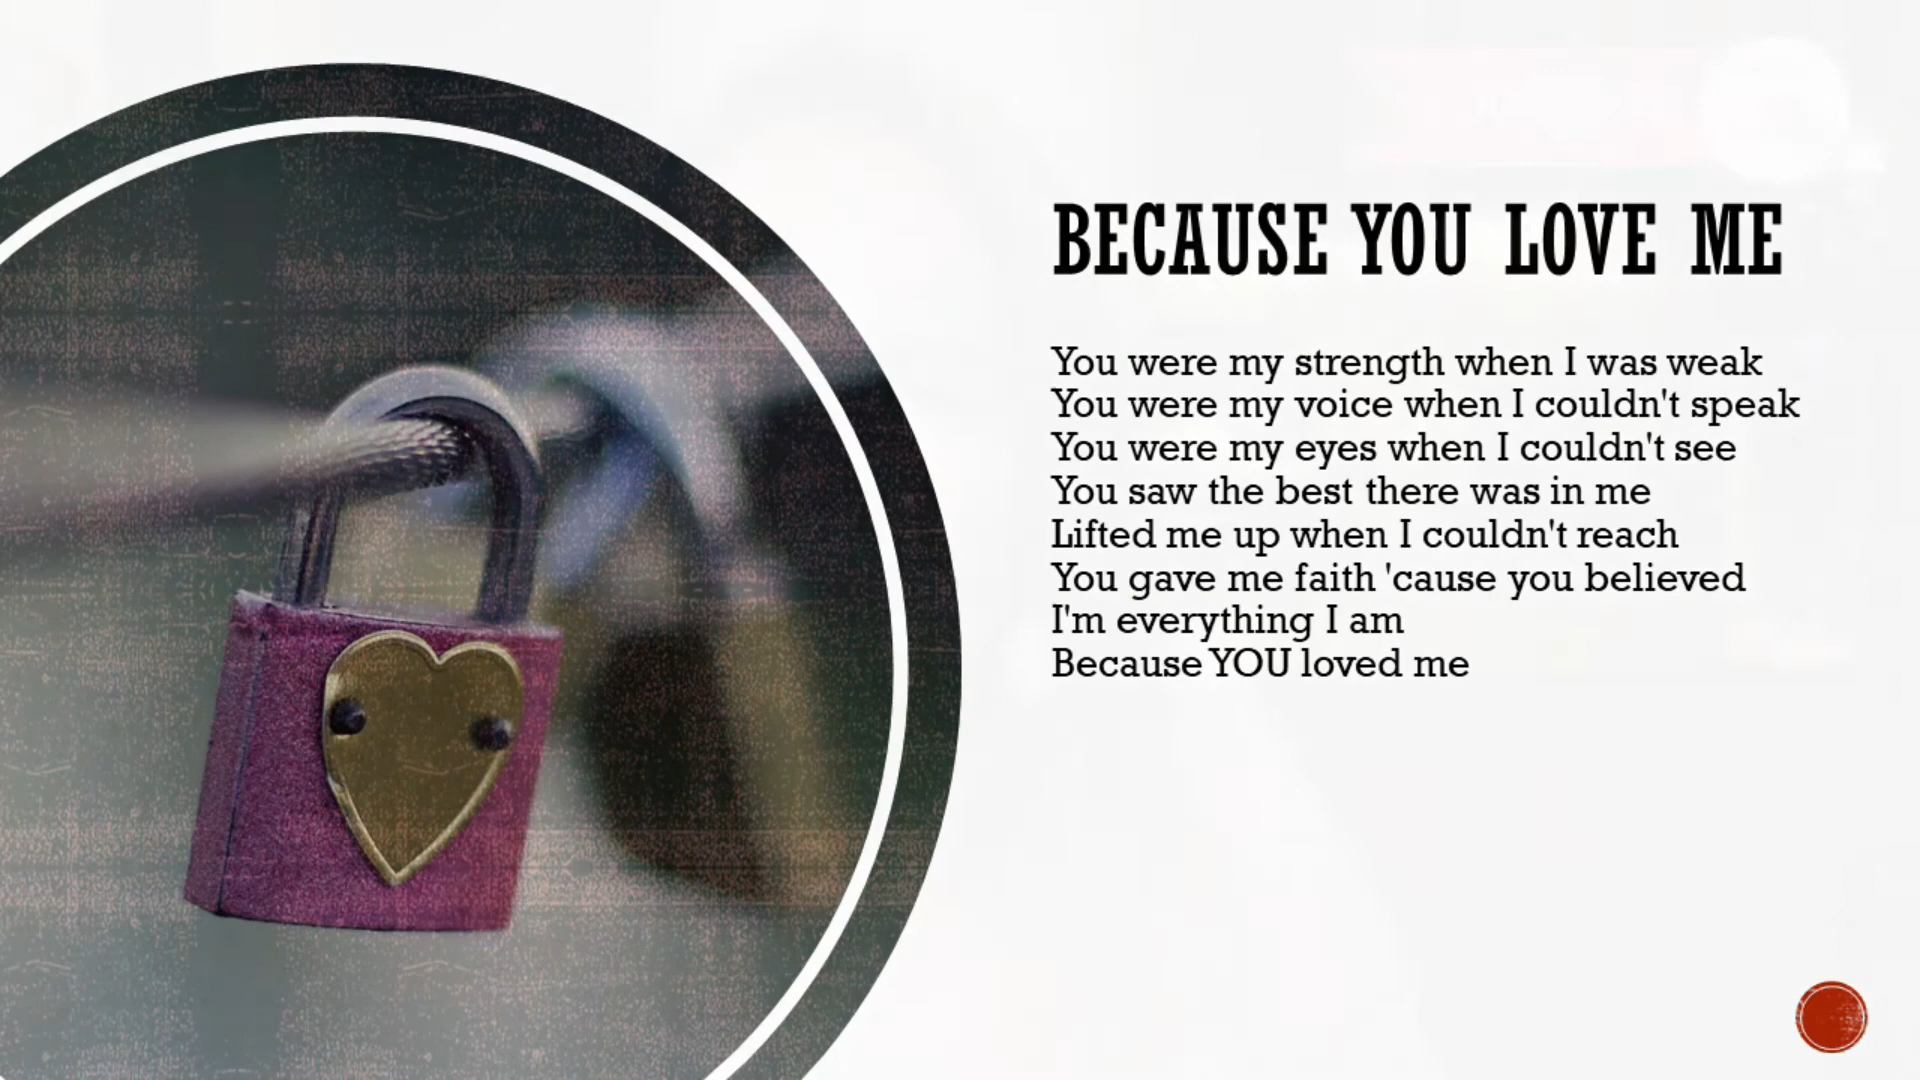 BECAUSE YOU LOVE ME
You were my strength when I was weak
You were my voice when I couldn't speak
You were my eyes when I couldn't see
You saw the best there was in me
Lifted me up when I couldn't reach
You gave me faith 'cause you believed
I'm everything I am
Because YOU loved me